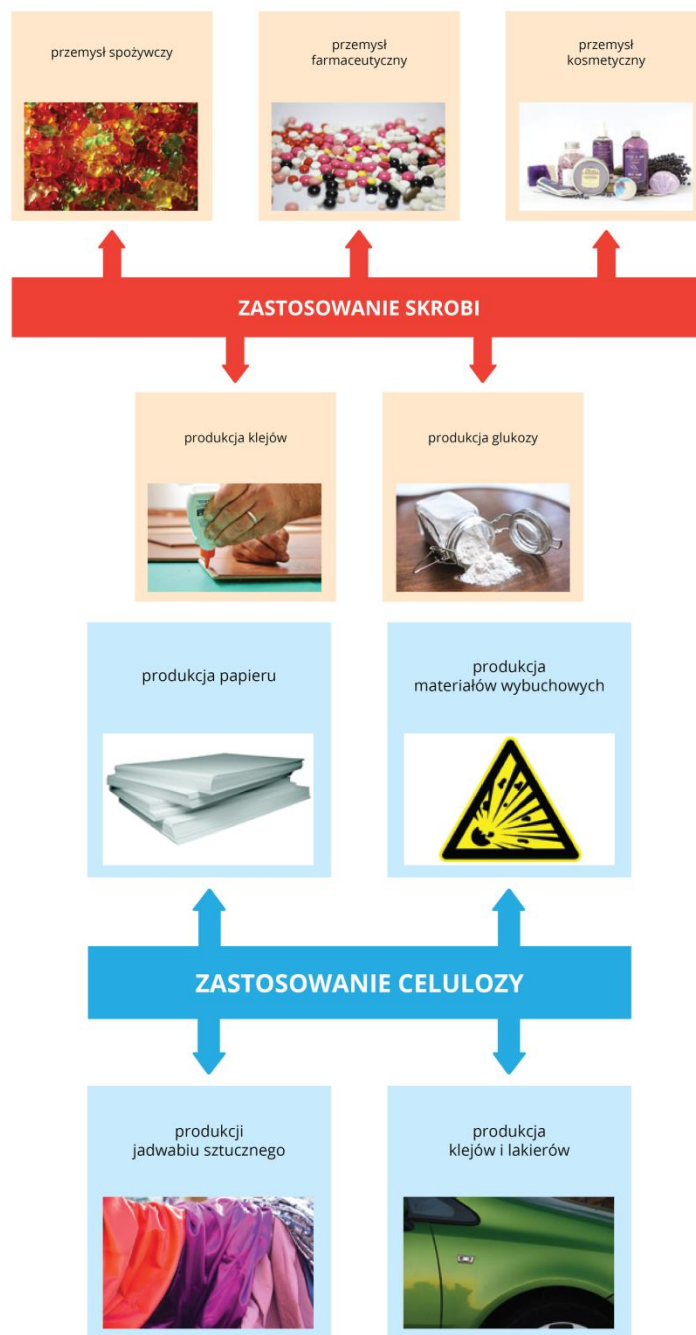 przemysł spożywczy
przemysł
farmaceutyczny
przemysł
kosmetyczny
ZASTOSOWANIE SKROBI
produkcja klejów
produkcja glukozy
produkcja papieru
produkcja
materiałów wybuchowych
ZASTOSOWANIE CELULOZY
produkcji
jadwabiu sztucznego
produkcja
klejów i lakierów